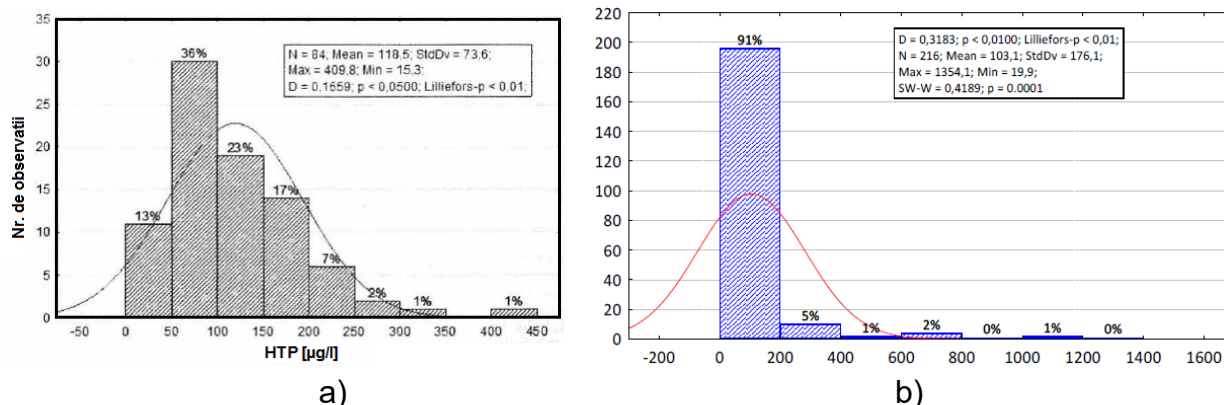 35
30
25
20
15
10
5
0
Nr. de observatii
13%
36%
23%
17%
7%
2%
1%
1%
N = 84; Mean = 118,5; StdDv = 73,6;
Max = 409,8; Min = 15,3;
D = 0,1659; p < 0,0500; Lilliefors-p < 0,01;
-50 0 50 100 150 200 250 300 350 400 450
HTP [µg/l]
a)
220
200
180
160
140
120
100
80
60
40
20
0
91%
5%
1%
2%
0%
1%
0%
D = 0,3183; p < 0,0100; Lilliefors-p < 0,01;
N = 216; Mean = 103,1; StdDv = 176,1;
Max = 1354,1; Min = 19,9;
SW-W = 0,4189; p = 0.0001
-200 0 200 400 600 800 1000 1200 1400 1600
b)